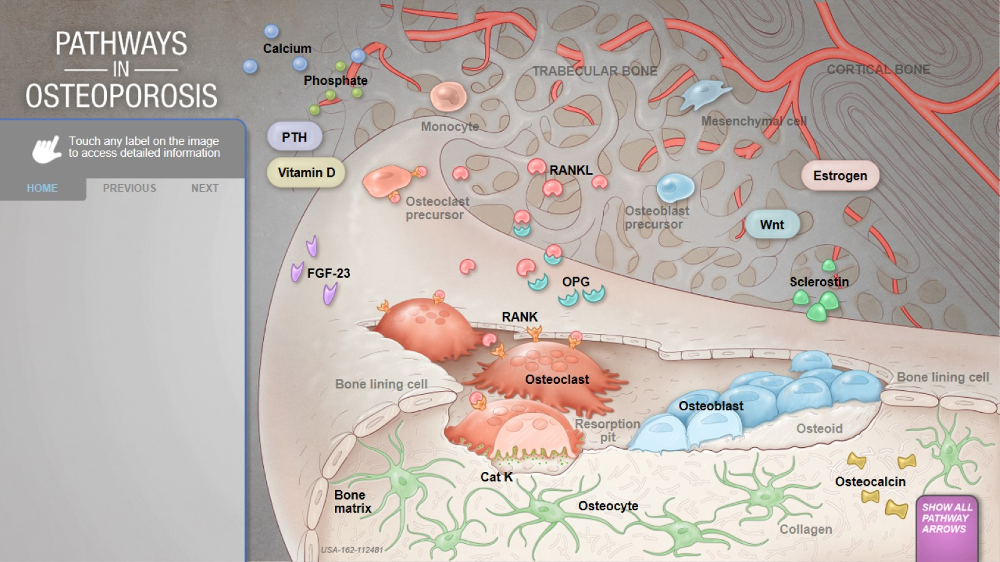 PATHWAYS
IN
OSTEOPOROSIS
Touch any label on the image
to access detailed information
HOME
PREVIOUS
NEXT
Calcium
Phosphate
PTH
Vitamin D
Monocyte
TRABECULAR BONE
CORTICAL BONE
Mesenchymal cell
RANKL
Estrogen
Osteoclast
precursor
Osteoblast
precursor
Wnt
FGF-23
OPG
Sclerostin
RANK
Osteoclast
Bone lining cell
Bone lining cell
Osteoblast
Resorption
pit
Osteoid
Cat K
Osteocalcin
Bone
matrix
Osteocyte
Collagen
SHOW ALL
PATHWAY
ARROWS
USA-162-112481